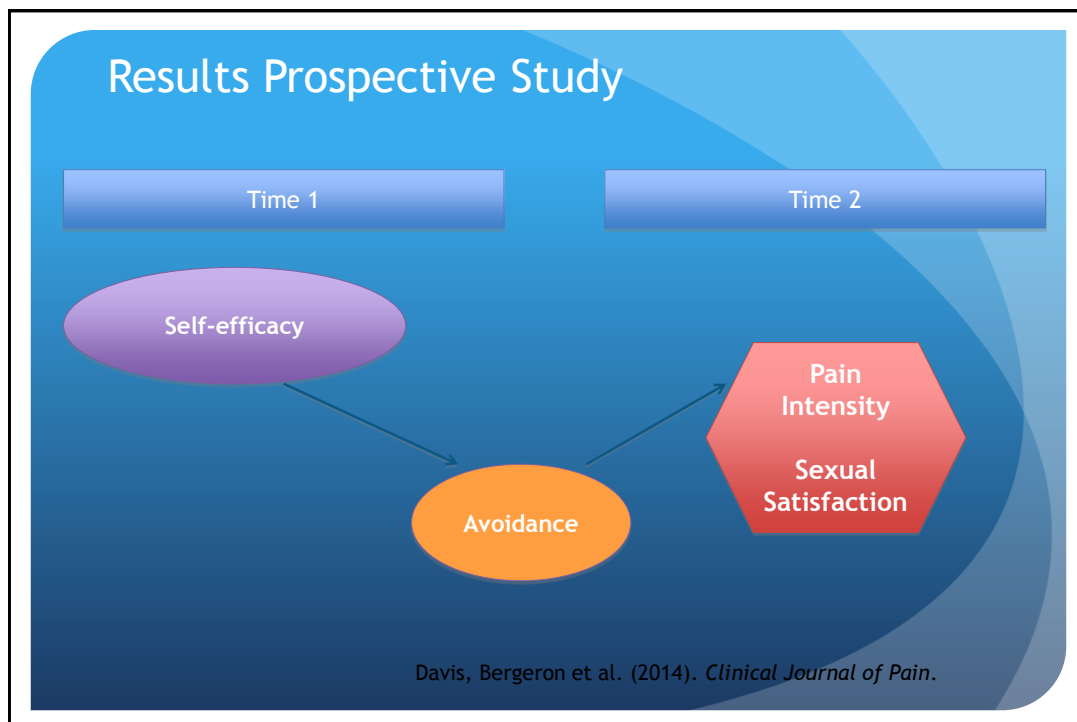 Results Prospective Study
Time 1
Time 2
Self-efficacy
Pain
Intensity
Sexual
Satisfaction
Avoidance
Davis, Bergeron et al. (2014). Clinical Journal of Pain.